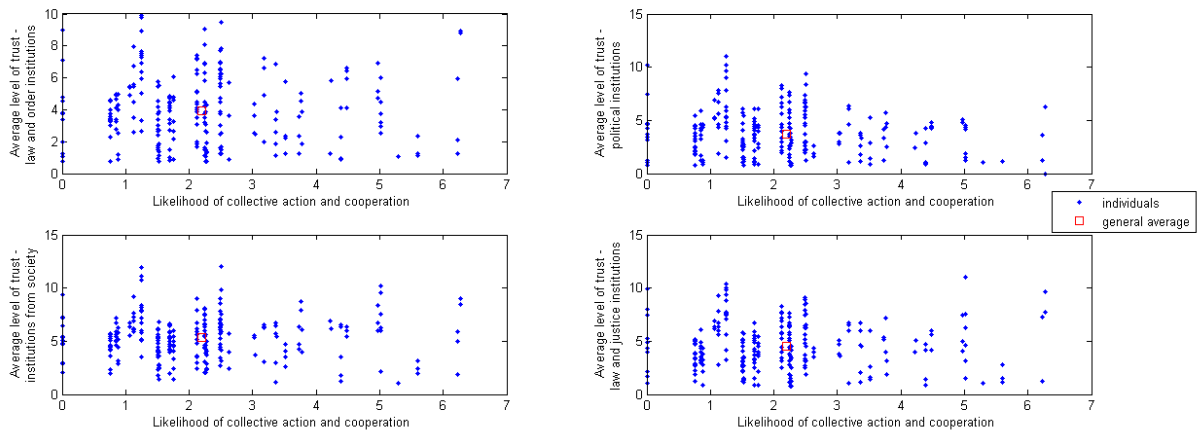 Average level of trust -
law and order institutions
10
8
6
4
2
0
0 1 2 3 4 5 6 7
Likelihood of collective action and cooperation
Average level of trust -
political institutions
15
10
5
0
0 1 2 3 4 5 6 7
Likelihood of collective action and cooperation
individuals
general average
Average level of trust -
institutions from society
15
10
5
0
0 1 2 3 4 5 6 7
Likelihood of collective action and cooperation
Average level of trust -
law and justice institutions
15
10
5
0
0 1 2 3 4 5 6 7
Likelihood of collective action and cooperation